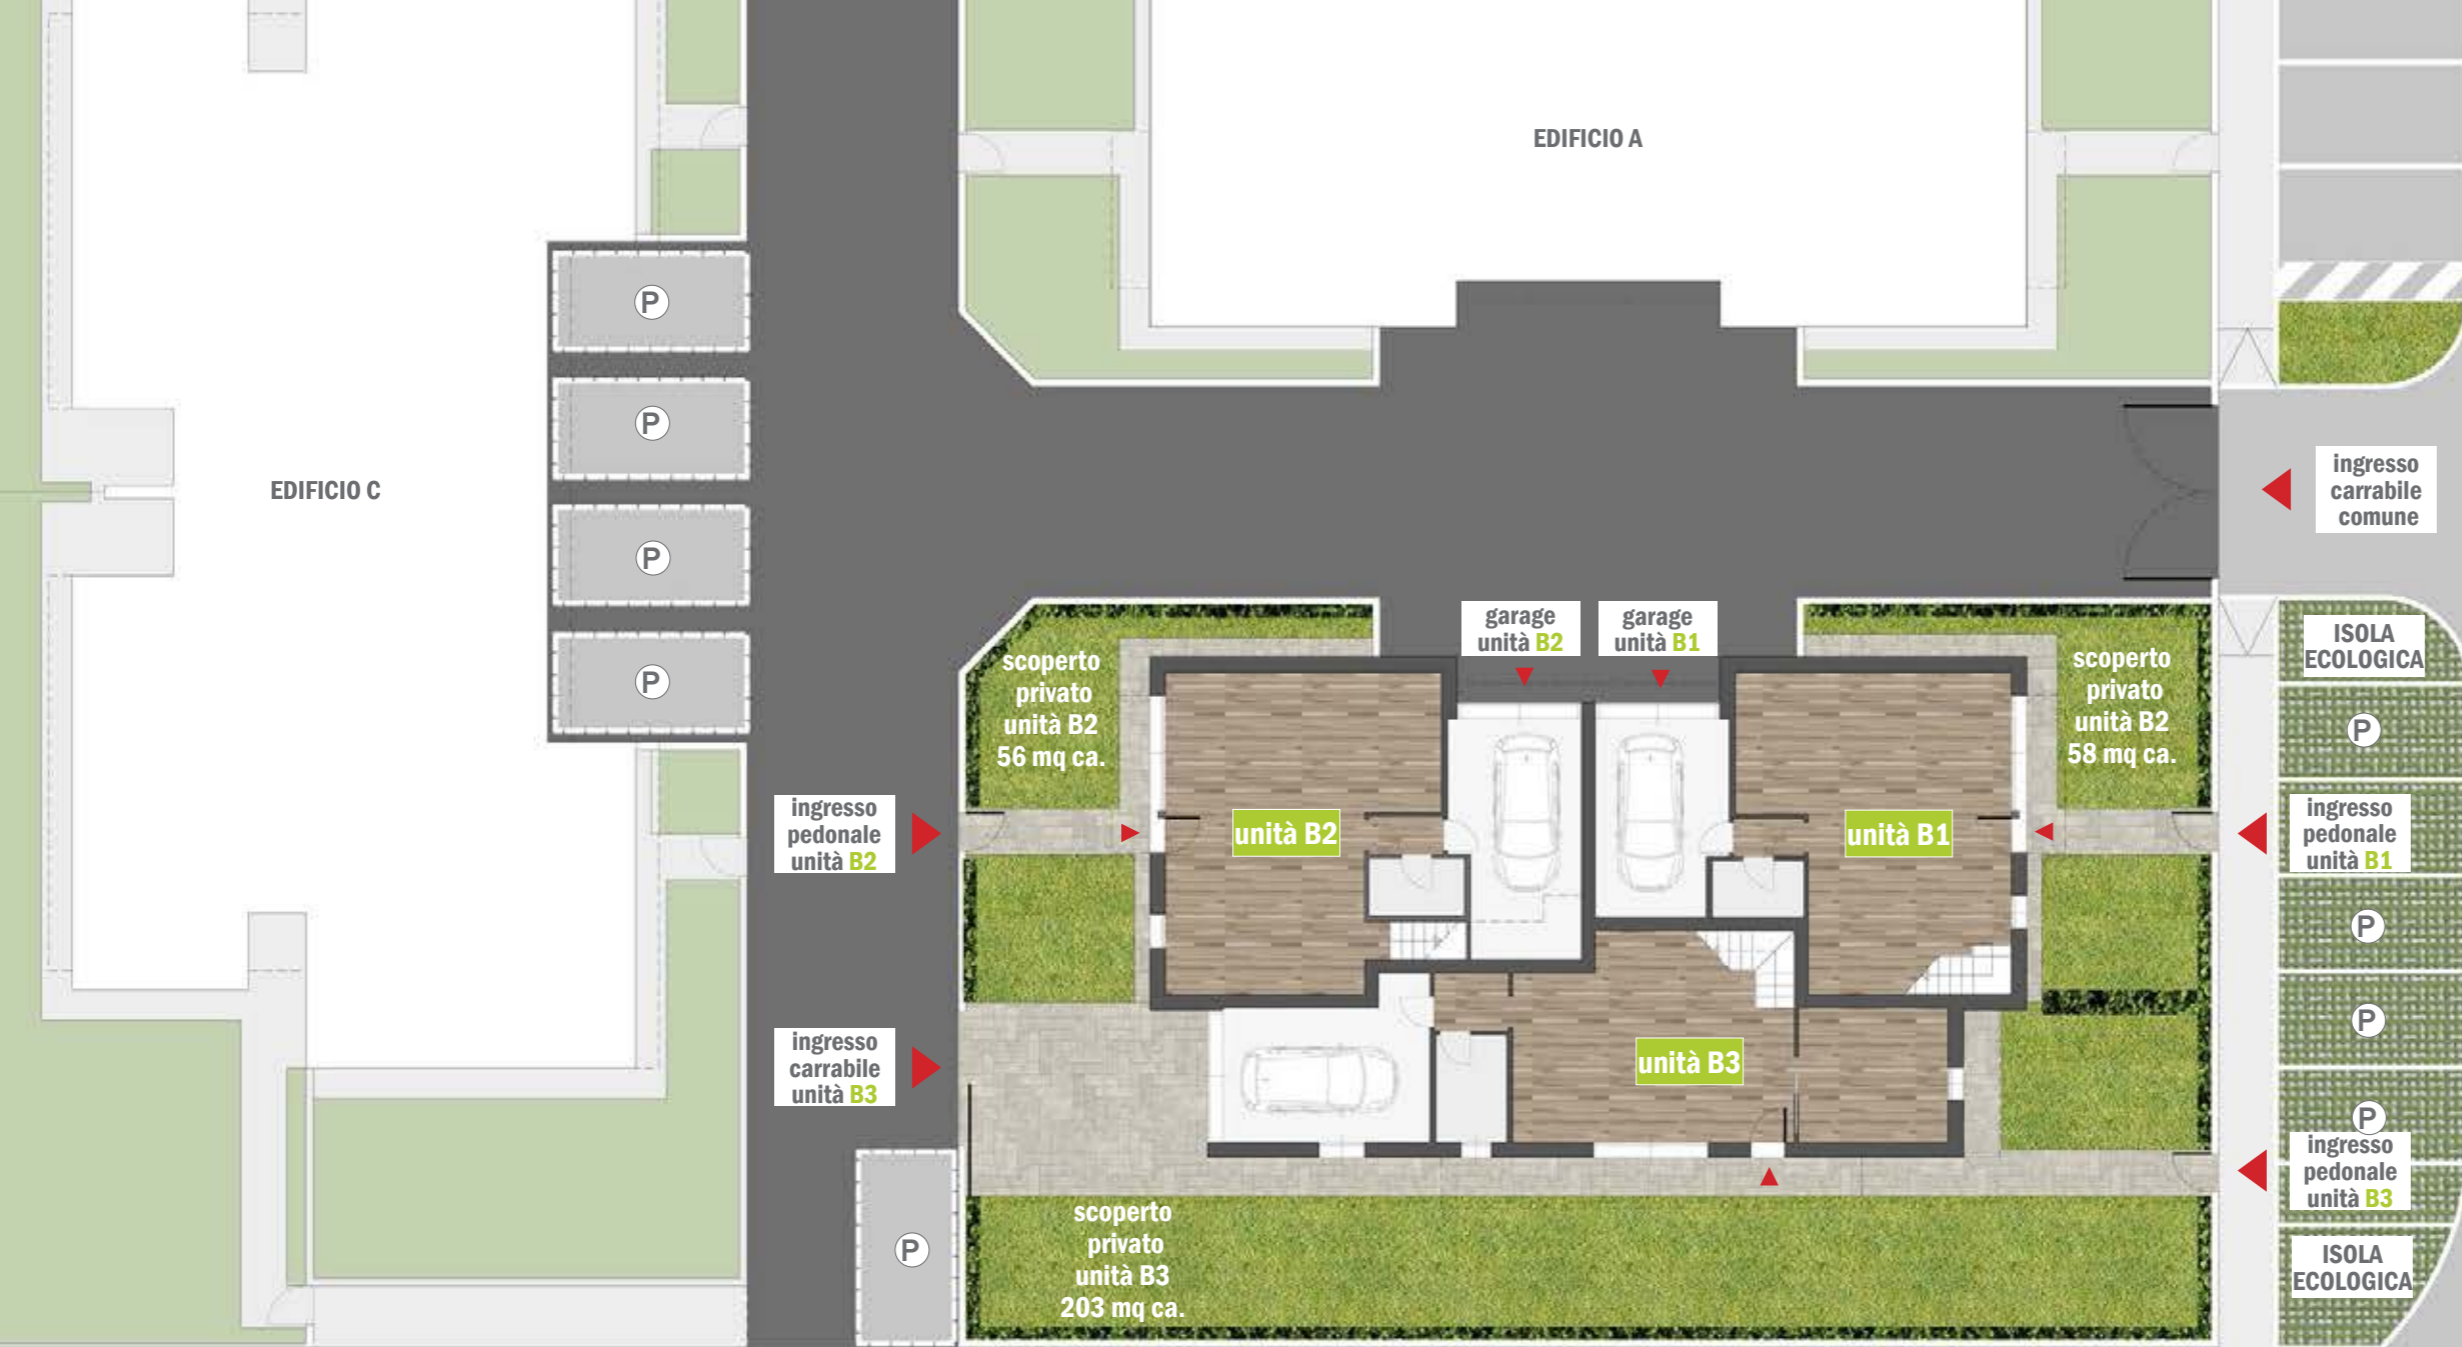 EDIFICIO A
P
P
EDIFICIO C
ingresso
carrabile
comune
P
P
garage
unità B2
garage
unità B1
ISOLA
ECOLOGICA
scoperto
privato
unità B2
56 mq ca.
scoperto
privato
unità B2
58 mq ca.
P
ingresso
pedonale
unità B2
unità B2
unità B1
ingresso
pedonale
unità B1
P
P
ingresso
carrabile
unità B3
unità B3
P
ingresso
pedonale
unità B3
scoperto
privato
unità B3
203 mq ca.
P
ISOLA
ECOLOGICA